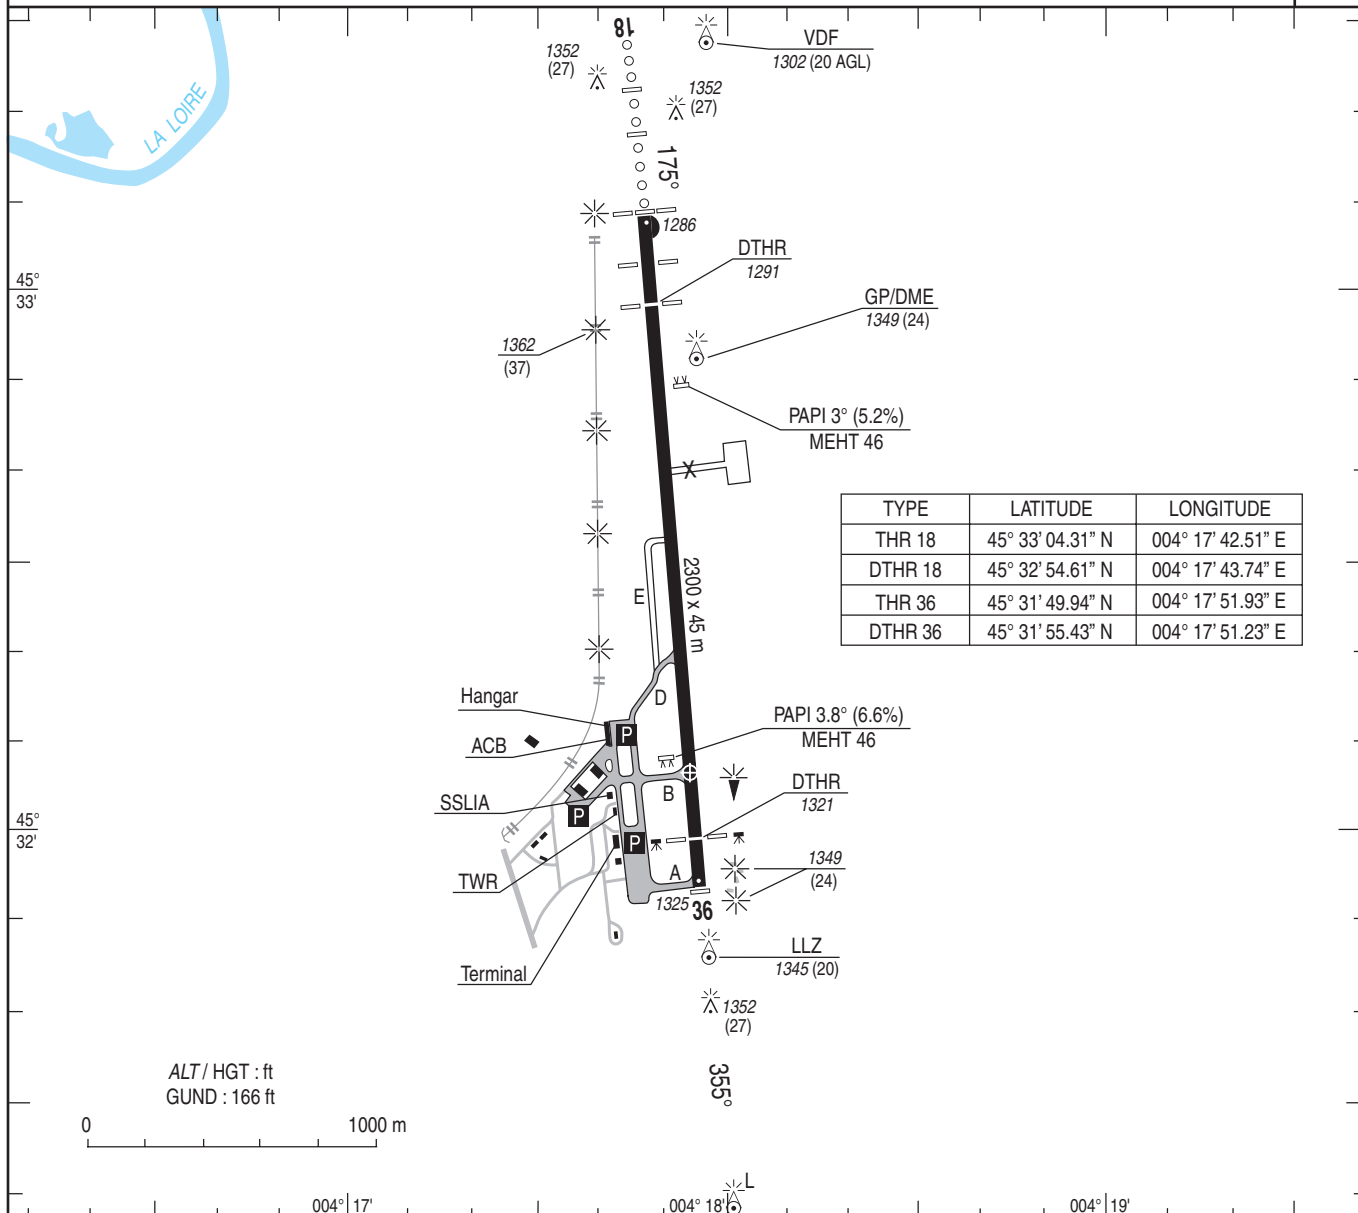 18
VDF
1302 (20 AGL)
1352
(27)
1352
(27)
LA LOIRE
175°
1286
DTHR
1291
45°
33'
GP/DME
1349 (24)
1362
(37)
PAPI 3° (5.2%)
MEHT 46
X
TYPE LATITUDE LONGITUDE
THR 18 45° 33’ 04.31” N 004° 17’ 42.51” E
DTHR 18 45° 32’ 54.61” N 004° 17’ 43.74” E
THR 36 45° 31’ 49.94” N 004° 17’ 51.93” E
DTHR 36 45° 31’ 55.43” N 004° 17’ 51.23” E
2300 x 45 m
E
D
Hangar
P
ACB
PAPI 3.8° (6.6%)
MEHT 46
B
DTHR
1321
SSLIA
P
45°
32'
P
TWR
A
1349
(24)
1325
36
LLZ
1345 (20)
Terminal
1352
(27)
355°
ALT / HGT : ft
GUND : 166 ft
0 1000 m
L
004° 17' 004° 18' 004° 19'